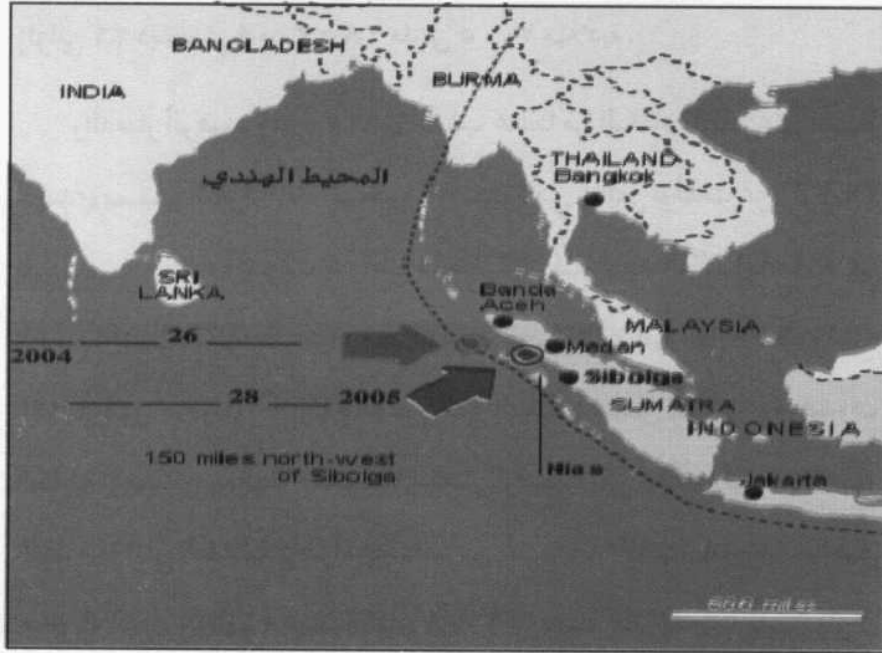 BANGLADESH
INDIA
BURMA
المحيط الهندي
THAILAND
Bangkok
SRI
LANKA
Banda
Aceh
MALAYSIA
26
2004
Medan
Sibolga
28 2005
SUMATRA
INDONESIA
150 miles north-west
of Sibolga
Nias
Jakarta
600 miles